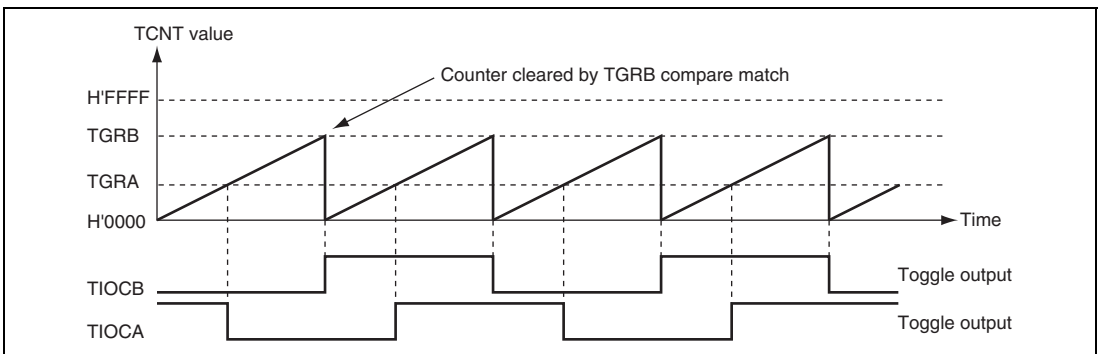 TCNT value
Counter cleared by TGRB compare match
H'FFFF
TGRB
TGRA
H'0000
Time
TIOCB
Toggle output
TIOCA
Toggle output